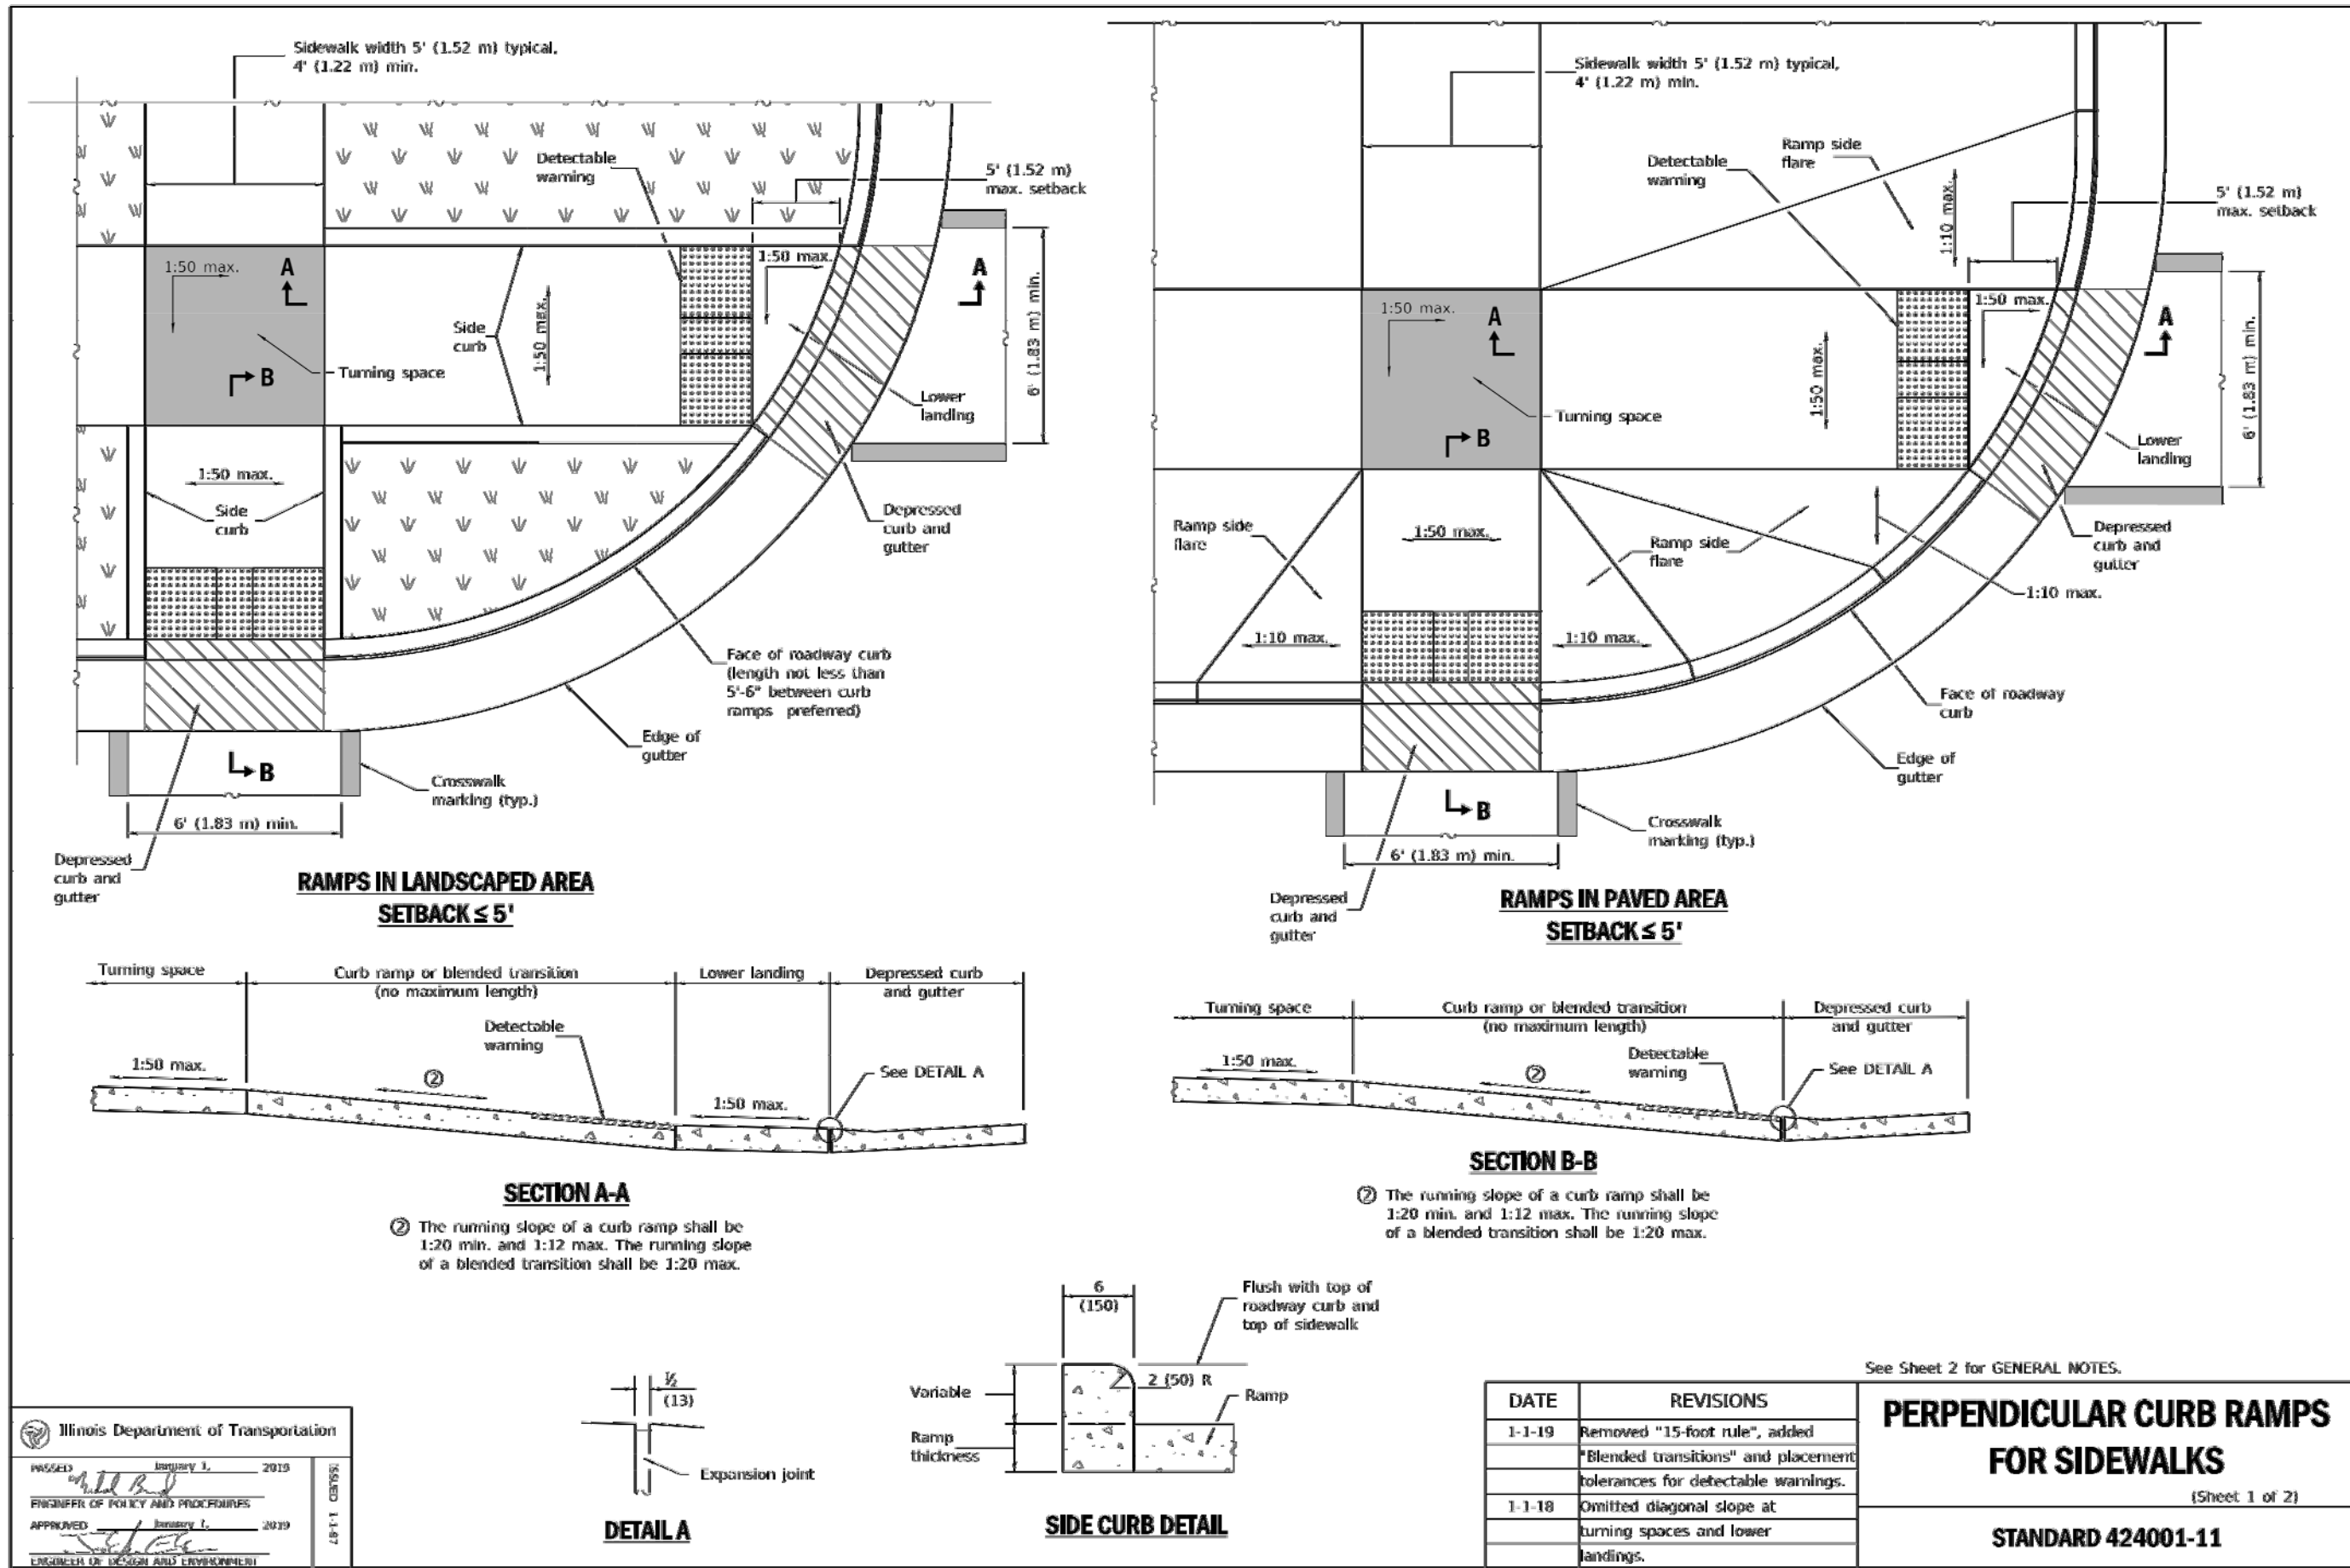 Sidewalk width 5' (1.52 m) typical,
4' (1.22 m) min.
Detectable
warning
5' (1.52 m)
max. setback
1:50 max.
A
B
Turning space
Side
curb
1:50 max.
1:50 max.
A
6' (1.83 m) min.
Lower
landing
1:50 max.
Side
curb
Depressed
curb and
gutter
Face of roadway curb
(length not less than
5'-6" between curb
ramps preferred)
Edge of
gutter
B
Crosswalk
marking (typ.)
6' (1.83 m) min.
Depressed
curb and
gutter
RAMPS IN LANDSCAPED AREA
SETBACK ≤ 5'
Sidewalk width 5' (1.52 m) typical,
4' (1.22 m) min.
Detectable
warning
Ramp side
flare
1:10 max.
5' (1.52 m)
max. setback
1:50 max.
A
B
Turning space
1:50 max.
1:50 max.
A
6' (1.83 m) min.
Lower
landing
Ramp side
flare
1:50 max.
Ramp side
flare
Depressed
curb and
gutter
1:10 max.
1:10 max.
1:10 max.
Face of roadway
curb
Edge of
gutter
B
Crosswalk
marking (typ.)
6' (1.83 m) min.
Depressed
curb and
gutter
RAMPS IN PAVED AREA
SETBACK ≤ 5'
Turning space
Curb ramp or blended transition
(no maximum length)
Lower landing
Depressed curb
and gutter
Detectable
warning
1:50 max.
②
1:50 max.
See DETAIL A
SECTION A-A
② The running slope of a curb ramp shall be
1:20 min. and 1:12 max. The running slope
of a blended transition shall be 1:20 max.
Turning space
Curb ramp or blended transition
(no maximum length)
Depressed curb
and gutter
1:50 max.
②
Detectable
warning
See DETAIL A
SECTION B-B
② The running slope of a curb ramp shall be
1:20 min. and 1:12 max. The running slope
of a blended transition shall be 1:20 max.
½
(13)
Expansion joint
DETAIL A
6
(150)
Flush with top of
roadway curb and
top of sidewalk
Variable
2 (50) R
Ramp
Ramp
thickness
SIDE CURB DETAIL
Illinois Department of Transportation
PASSED January 1, 2019
ENGINEER OF POLICY AND PROCEDURES
APPROVED January 1, 2019
ENGINEER OF DESIGN AND ENVIRONMENT
ISSUED 1-1-97
See Sheet 2 for GENERAL NOTES.
DATE REVISIONS
1-1-19 Removed "15-foot rule", added
"Blended transitions" and placement
tolerances for detectable warnings.
1-1-18 Omitted diagonal slope at
turning spaces and lower
landings.
PERPENDICULAR CURB RAMPS
FOR SIDEWALKS
(Sheet 1 of 2)
STANDARD 424001-11